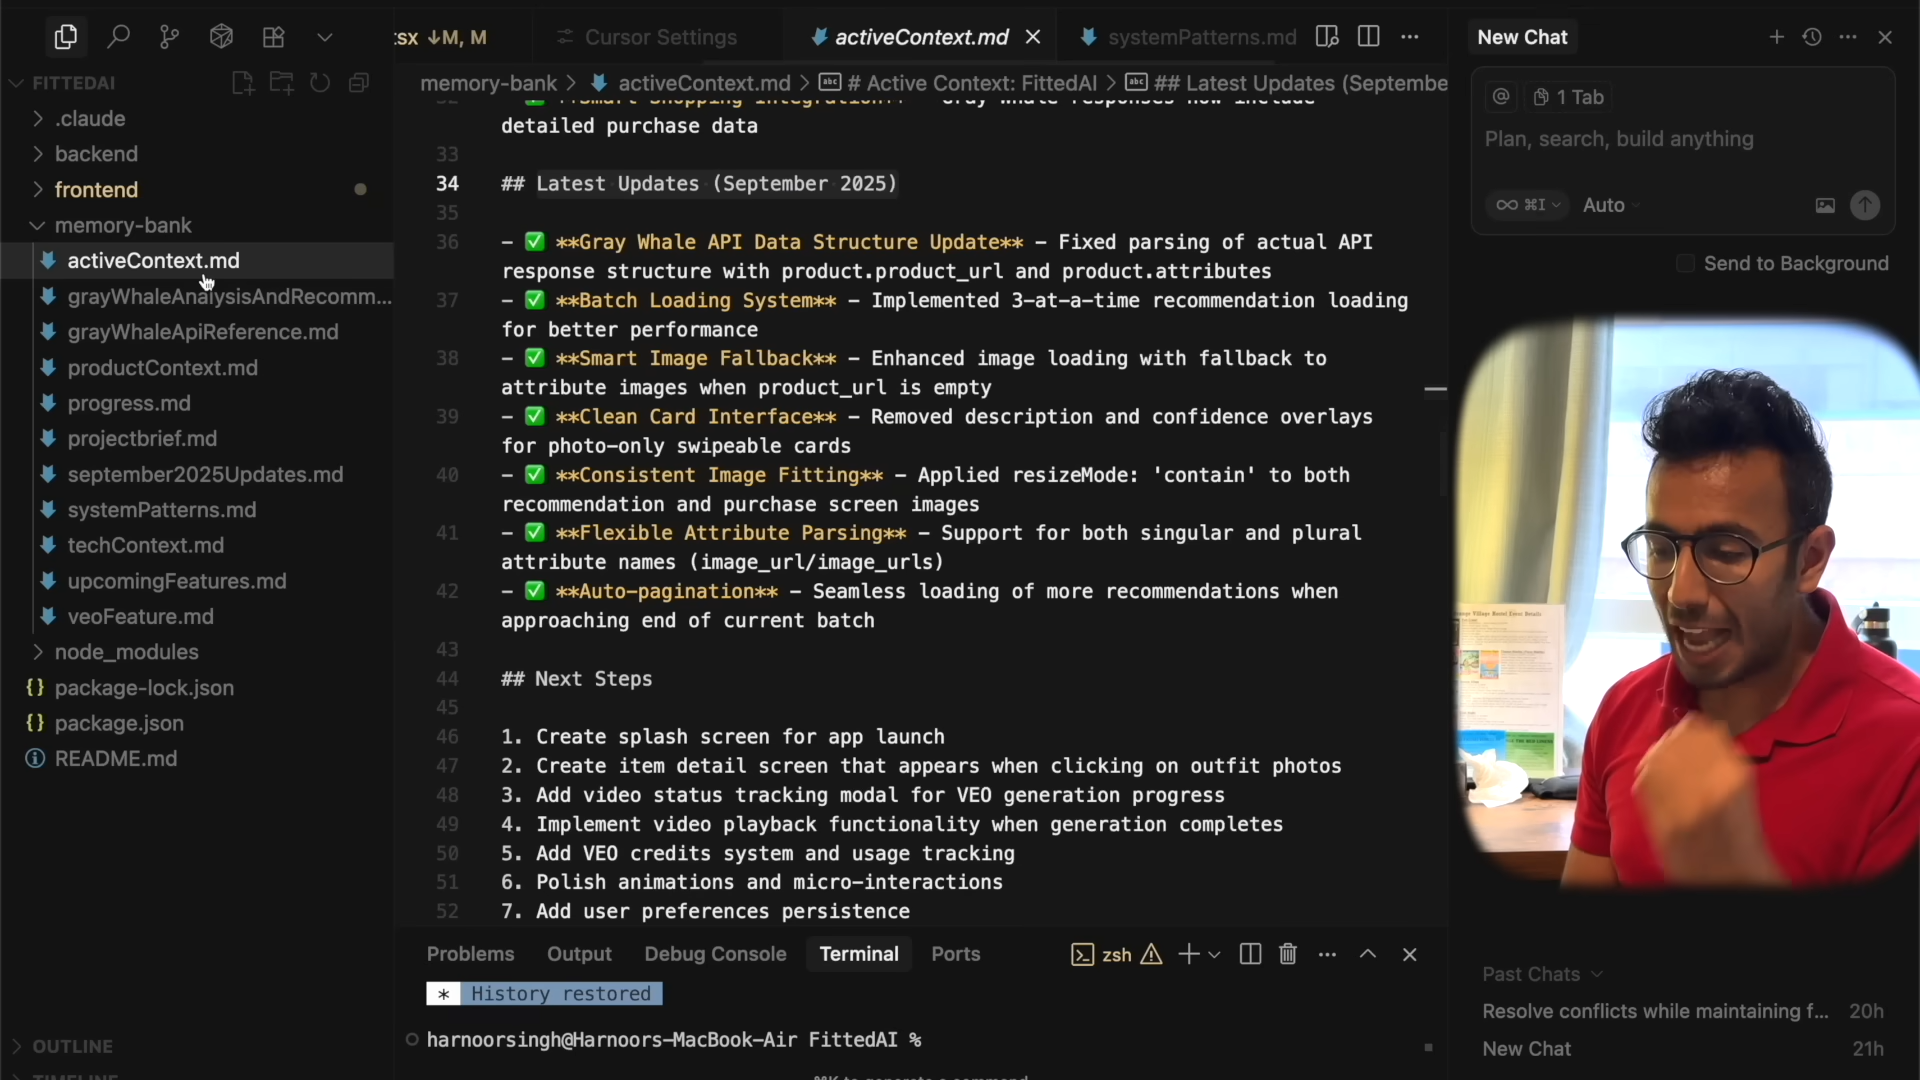 tsx ↓M, M
Cursor Settings
activeContext.md
systemPatterns.md
New Chat
FITTEDAI
.claude
backend
frontend
memory-bank
activeContext.md
grayWhaleAnalysisAndRecomm...
grayWhaleApiReference.md
productContext.md
progress.md
projectbrief.md
september2025Updates.md
systemPatterns.md
techContext.md
upcomingFeatures.md
veoFeature.md
node_modules
{} package-lock.json
{} package.json
README.md
OUTLINE
memory-bank > activeContext.md > # Active Context: FittedAI > ## Latest Updates (Septembe
detailed purchase data
33
34 ## Latest Updates (September 2025)
35
36 - ✅ **Gray Whale API Data Structure Update** - Fixed parsing of actual API
response structure with product.product_url and product.attributes
37 - ✅ **Batch Loading System** - Implemented 3-at-a-time recommendation loading
for better performance
38 - ✅ **Smart Image Fallback** - Enhanced image loading with fallback to
attribute images when product_url is empty
39 - ✅ **Clean Card Interface** - Removed description and confidence overlays
for photo-only swipeable cards
40 - ✅ **Consistent Image Fitting** - Applied resizeMode: 'contain' to both
recommendation and purchase screen images
41 - ✅ **Flexible Attribute Parsing** - Support for both singular and plural
attribute names (image_url/image_urls)
42 - ✅ **Auto-pagination** - Seamless loading of more recommendations when
approaching end of current batch
43
44 ## Next Steps
45
46 1. Create splash screen for app launch
47 2. Create item detail screen that appears when clicking on outfit photos
48 3. Add video status tracking modal for VEO generation progress
49 4. Implement video playback functionality when generation completes
50 5. Add VEO credits system and usage tracking
51 6. Polish animations and micro-interactions
52 7. Add user preferences persistence
Problems Output Debug Console Terminal Ports
zsh
* History restored
harnoorsingh@Harnoors-MacBook-Air FittedAI %
@ 1 Tab
Plan, search, build anything
∞ ⌘I Auto
Send to Background
Past Chats
Resolve conflicts while maintaining f... 20h
New Chat 21h